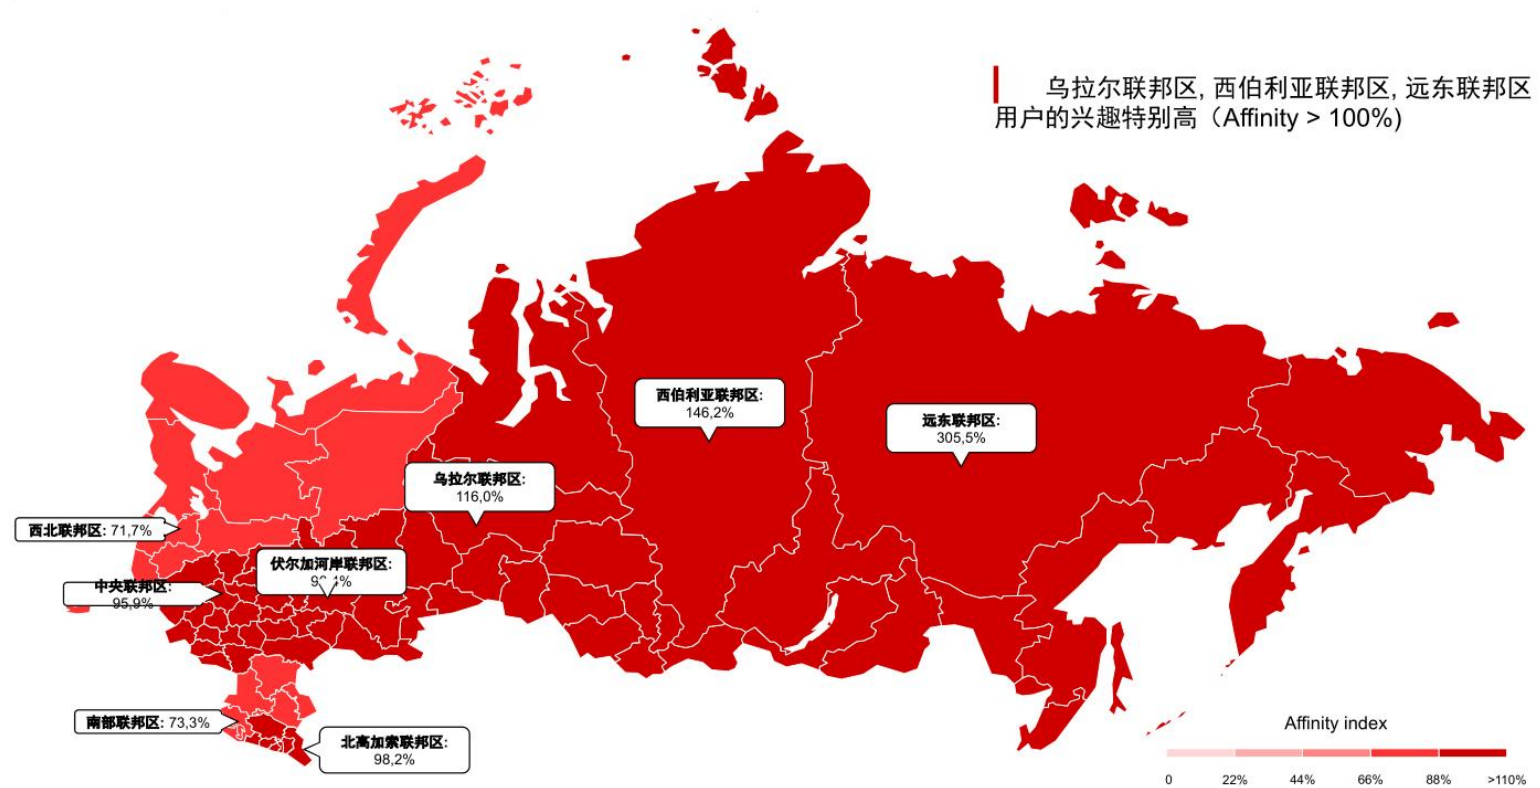 乌拉尔联邦区, 西伯利亚联邦区, 远东联邦区
用户的兴趣特别高（Affinity > 100%)
西伯利亚联邦区:
146,2%
远东联邦区:
305,5%
乌拉尔联邦区:
116,0%
西北联邦区: 71,7%
伏尔加河岸联邦区:
中央联邦区:
95,9%
南部联邦区: 73,3%
北高加索联邦区:
98,2%
Affinity index
0 22% 44% 66% 88% >110%